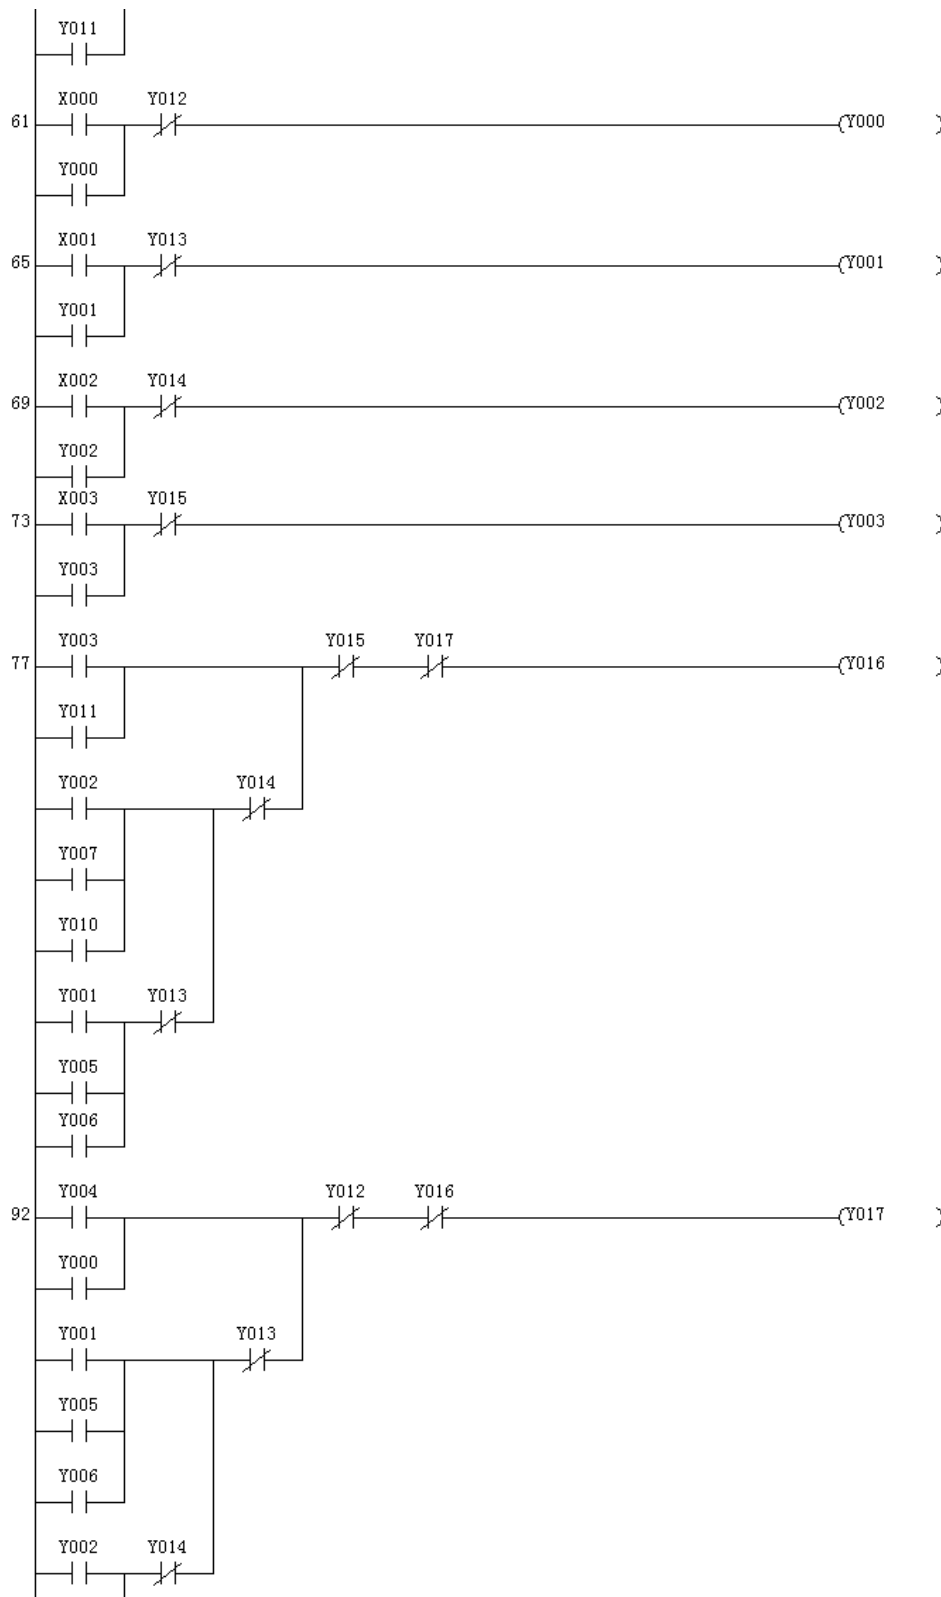 Y011
X000 Y012
61 (Y000 )
Y000
X001 Y013
65 (Y001 )
Y001
X002 Y014
69 (Y002 )
Y002
X003 Y015
73 (Y003 )
Y003
Y003 Y015 Y017
77 (Y016 )
Y011
Y002 Y014
Y007
Y010
Y001 Y013
Y005
Y006
Y004 Y012 Y016
92 (Y017 )
Y000
Y001 Y013
Y005
Y006
Y002 Y014